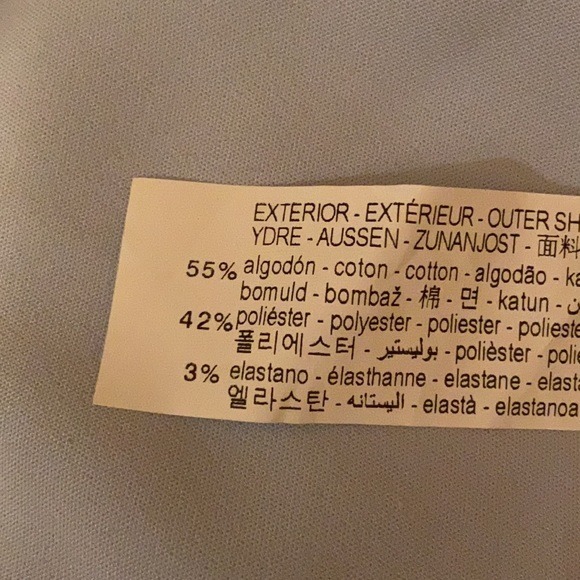 EXTERIOR - EXTÉRIEUR - OUTER SH
YDRE - AUSSEN - ZUNANJOST - 面料
55% algodón - coton - cotton - algodão - ka
bomuld - bombaž - 棉 - 면 - katun -
42% poliéster - polyester - poliester - polieste
폴리에스터 - بوليستير - polièster - polie
3% elastano - élasthanne - elastane - elasta
엘라스탄 - اليستانه - elastà - elastanoa